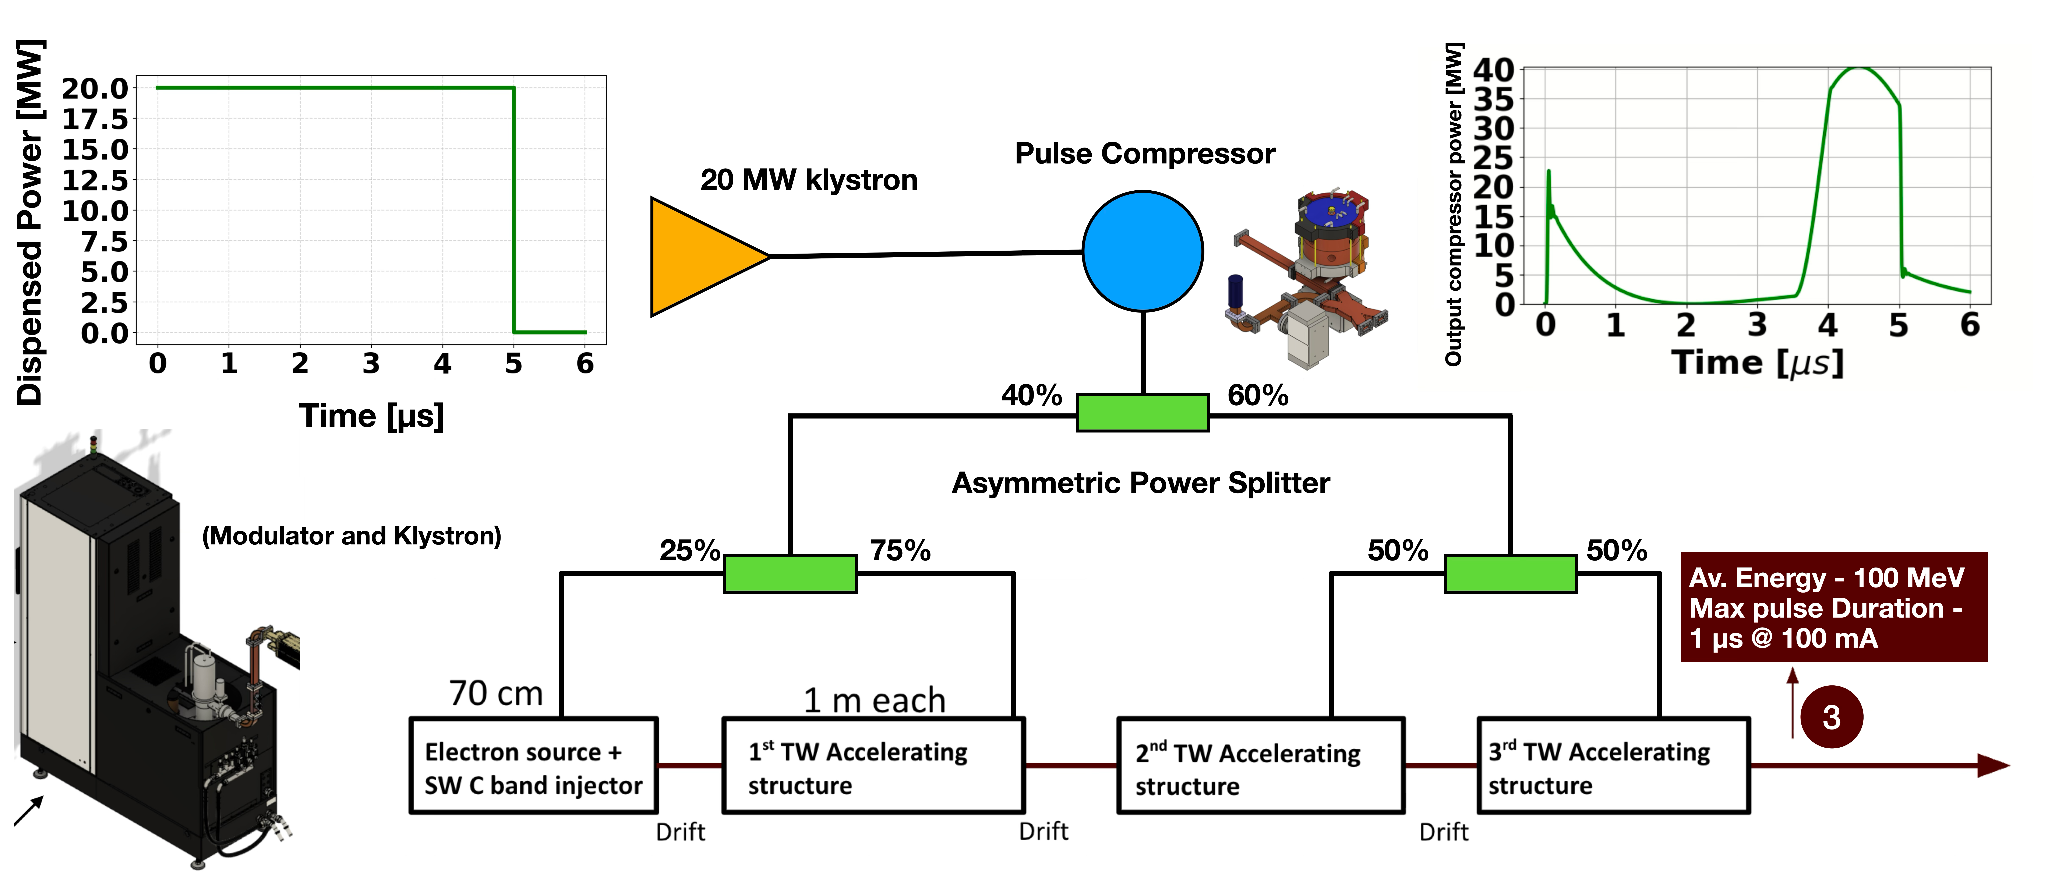 Dispensed Power [MW]
20.0
17.5
15.0
12.5
10.0
7.5
5.0
2.5
0.0
0 1 2 3 4 5 6
Time [µs]
20 MW klystron
Pulse Compressor
Output compressor power [MW]
40
35
30
25
20
15
10
5
0
0 1 2 3 4 5 6
Time [µs]
40% 60%
Asymmetric Power Splitter
(Modulator and Klystron)
25% 75%
50% 50%
Av. Energy - 100 MeV
Max pulse Duration -
1 µs @ 100 mA
3
70 cm
1 m each
Electron source +
SW C band injector
1st TW Accelerating
structure
2nd TW Accelerating
structure
3rd TW Accelerating
structure
Drift
Drift
Drift